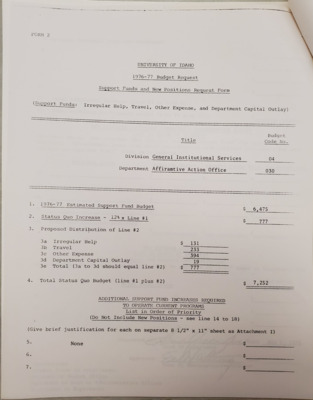 FORM 2
UNIVERSITY OF IDAHO
1976-77 Budget Request
Support Funds and New Positions Request Form
(Support Funds: Irregular Help, Travel, Other Expense, and Department Capital Outlay)
Title Budget Code No.
Division General Institutional Services 04
Department Affirmative Action Office 030
1. 1976-77 Estimated Support Fund Budget $ 6,475
2. Status Quo Increase - 12% x Line #1 $ 777
3. Proposed Distribution of Line #2
3a Irregular Help $ 131
3b Travel 233
3c Other Expense 394
3d Department Capital Outlay 19
3e Total (3a to 3d should equal line #2) $ 777
4. Total Status Quo Budget (line #1 plus #2) $ 7,252
ADDITIONAL SUPPORT FUND INCREASES REQUIRED
TO OPERATE CURRENT PROGRAMS
List in Order of Priority
(Do Not Include New Positions - see line 14 to 18)
(Give brief justification for each on separate 8 1/2" x 11" sheet as Attachment 1)
5. None $
6. $
7. $